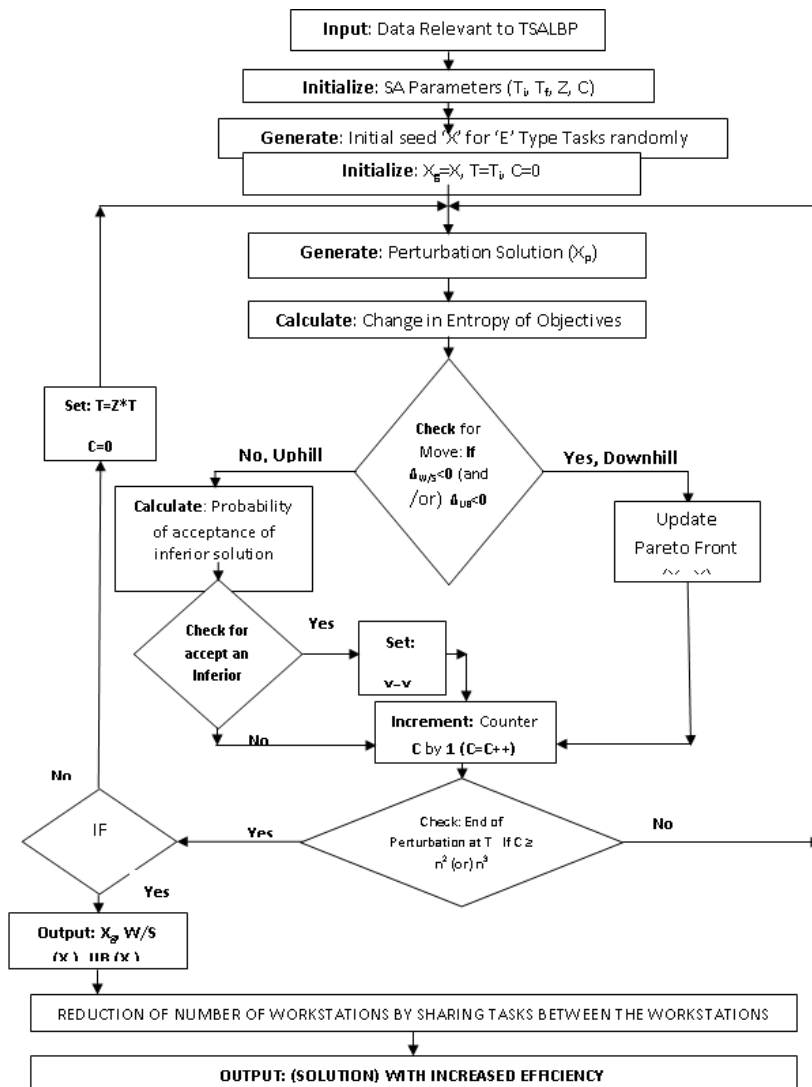 Input: Data Relevant to TSALBP
Initialize: SA Parameters (Ti, Tf, Z, C)
Generate: Initial seed 'X' for 'E' Type Tasks randomly
Initialize: Xg=X, T=Ti, C=0
Generate: Perturbation Solution (Xp)
Calculate: Change in Entropy of Objectives
Set: T=Z*T
C=0
Check for
Move: If
Δw/s<0 (and
/or) ΔUB<0
No, Uphill
Yes, Downhill
Calculate: Probability
of acceptance of
inferior solution
Update
Pareto Front
Check for
accept an
Inferior
Yes
Set:
No
Increment: Counter
C by 1 (C=C++)
Check: End of
Perturbation at T If C ≥
n² (or) n³
No
Yes
IF
No
Yes
Output: Xg, W/S
REDUCTION OF NUMBER OF WORKSTATIONS BY SHARING TASKS BETWEEN THE WORKSTATIONS
OUTPUT: (SOLUTION) WITH INCREASED EFFICIENCY